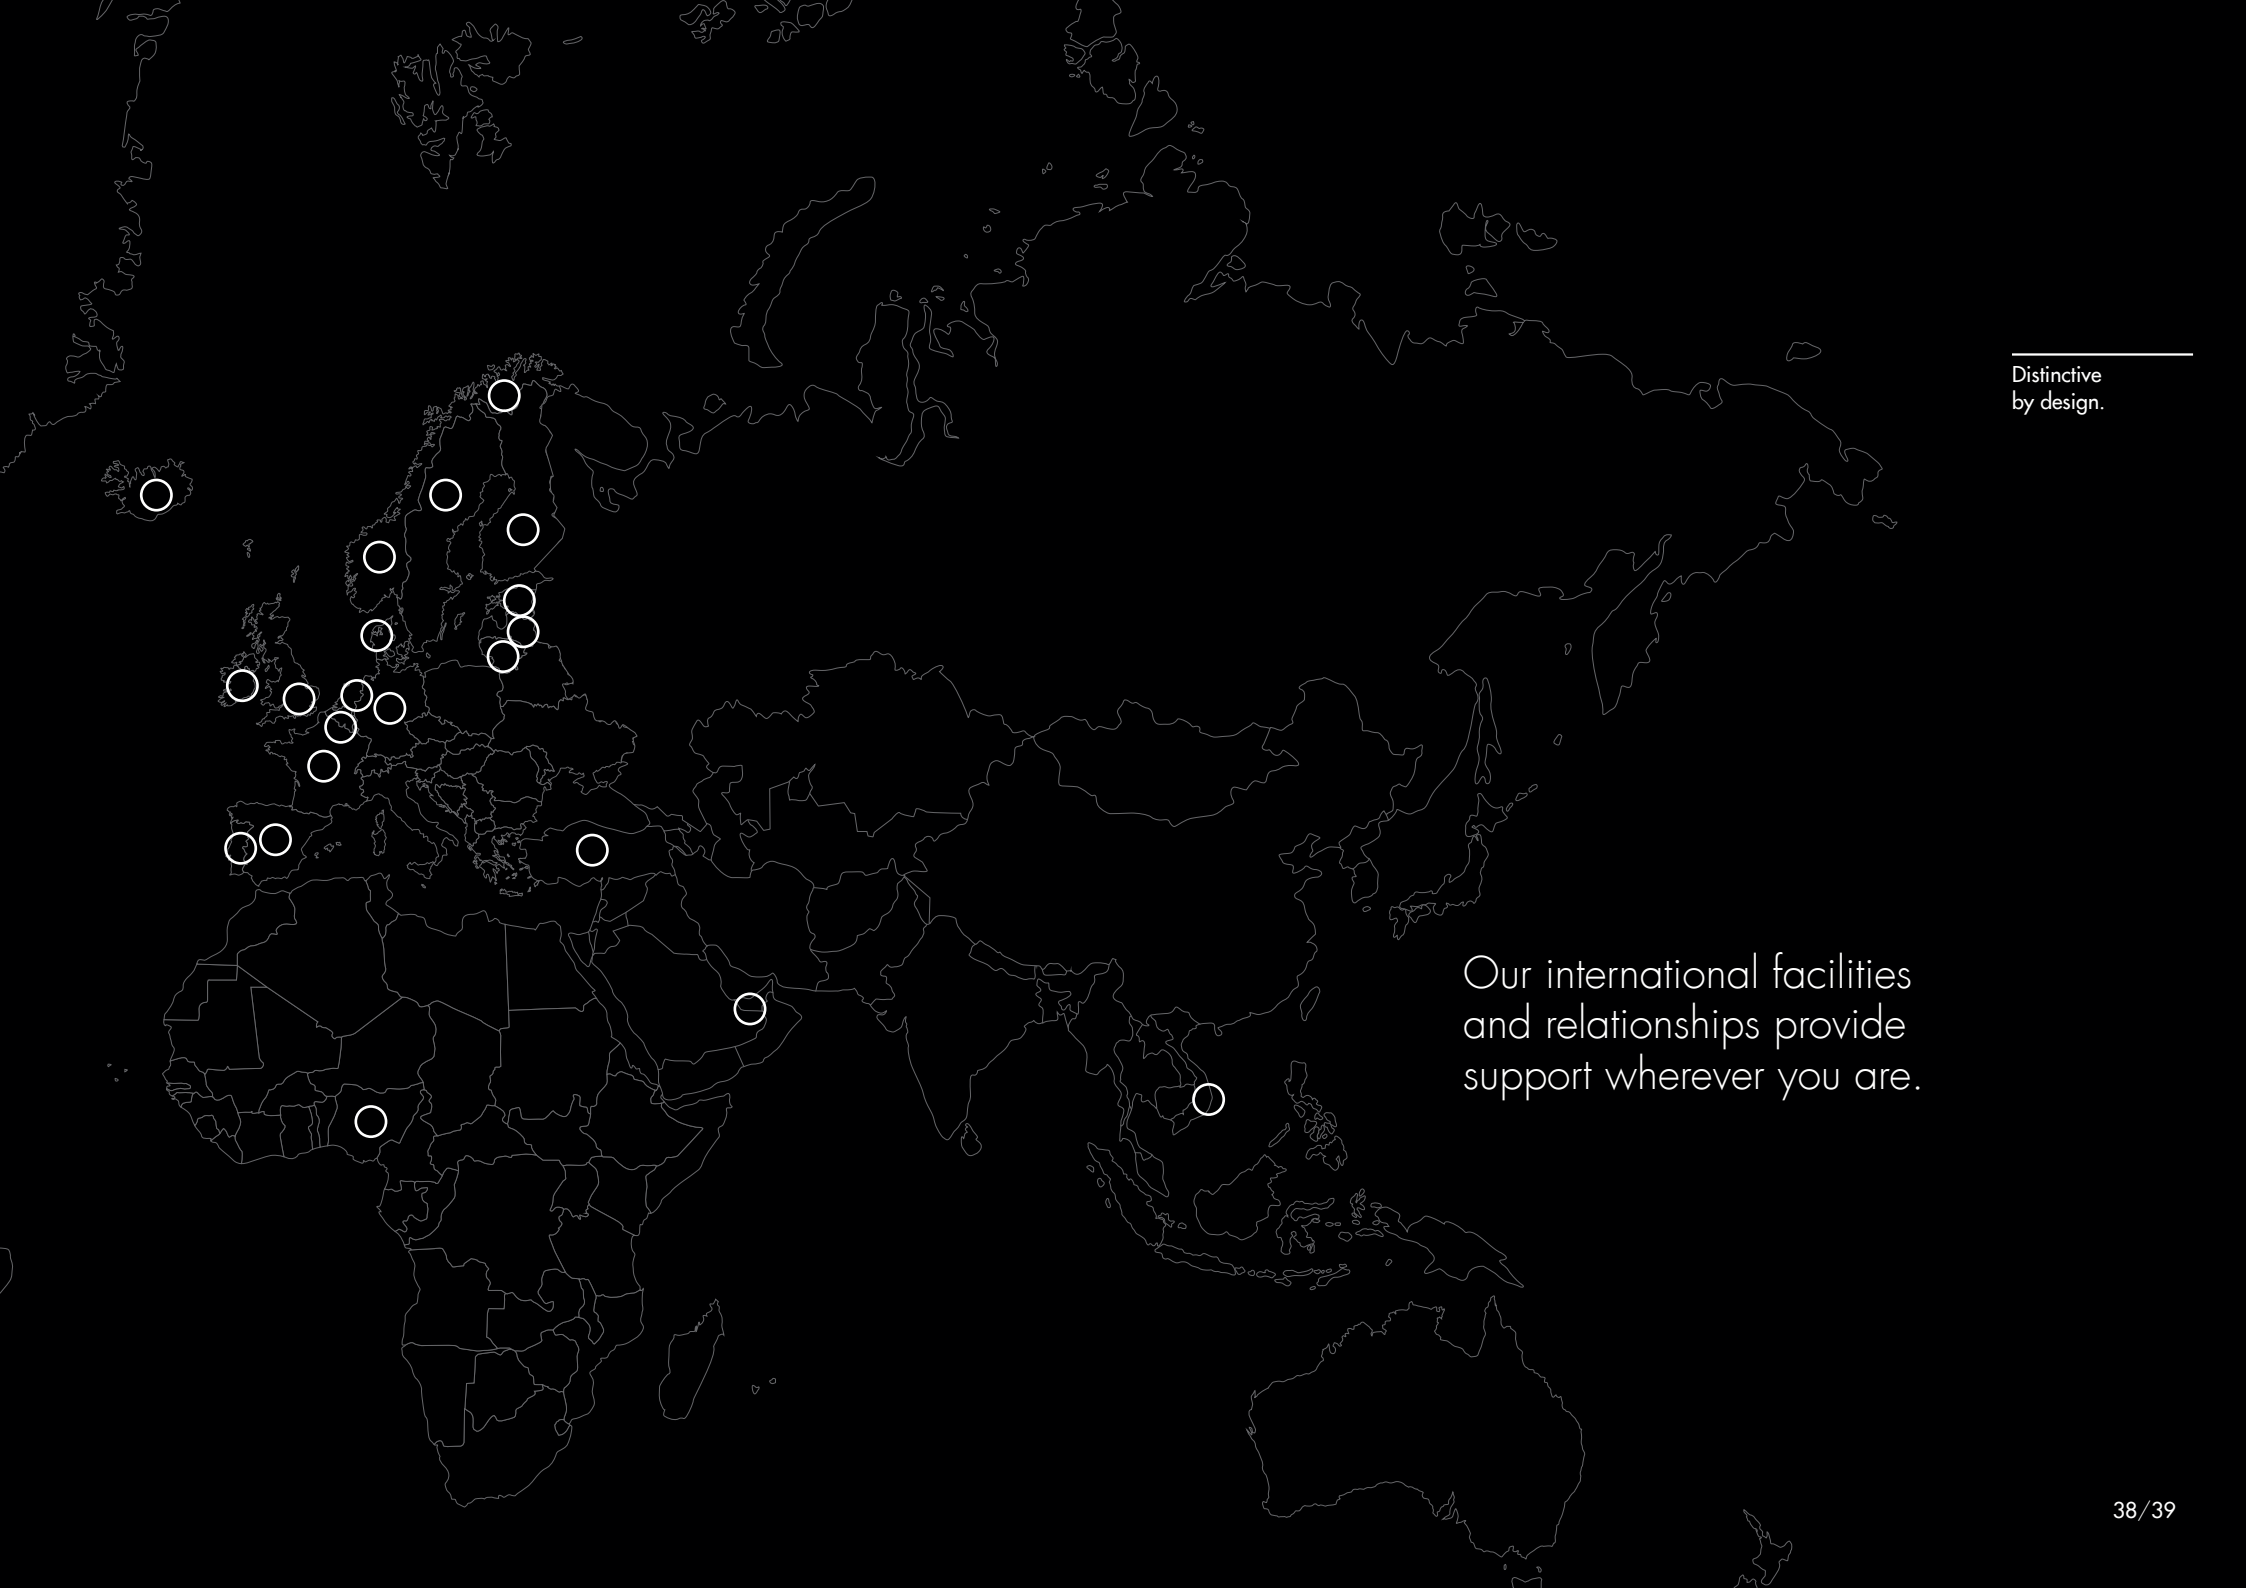 Distinctive
by design.
Our international facilities
and relationships provide
support wherever you are.
38/39